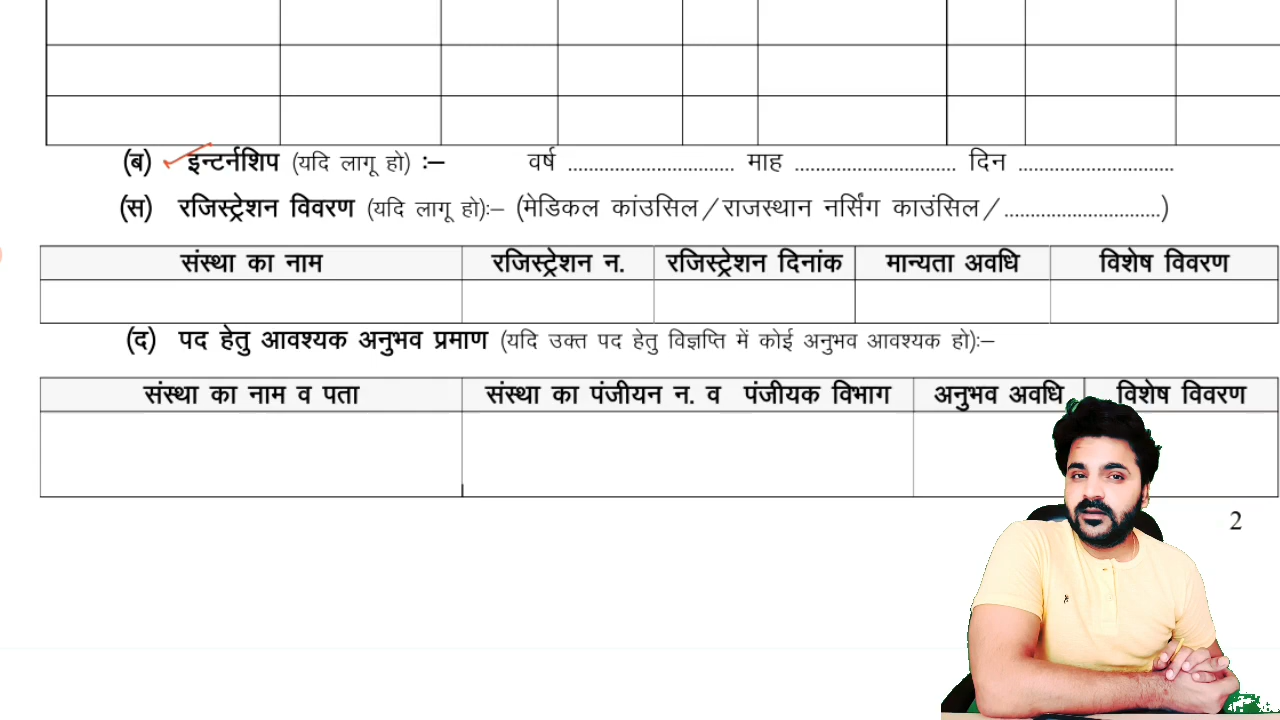 (ब) इन्टर्नशिप (यदि लागू हो) :– वर्ष ................................ माह ............................... दिन ..............................
(स) रजिस्ट्रेशन विवरण (यदि लागू हो):– (मेडिकल कांउसिल/राजस्थान नर्सिंग काउंसिल/..............................)
संस्था का नाम रजिस्ट्रेशन न. रजिस्ट्रेशन दिनांक मान्यता अवधि विशेष विवरण
(द) पद हेतु आवश्यक अनुभव प्रमाण (यदि उक्त पद हेतु विज्ञप्ति में कोई अनुभव आवश्यक हो):–
संस्था का नाम व पता संस्था का पंजीयन न. व पंजीयक विभाग अनुभव अवधि विशेष विवरण
2